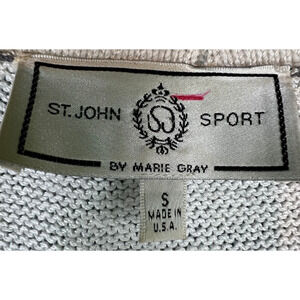 ST. JOHN SPORT
BY MARIE GRAY
S
MADE IN
U.S.A.